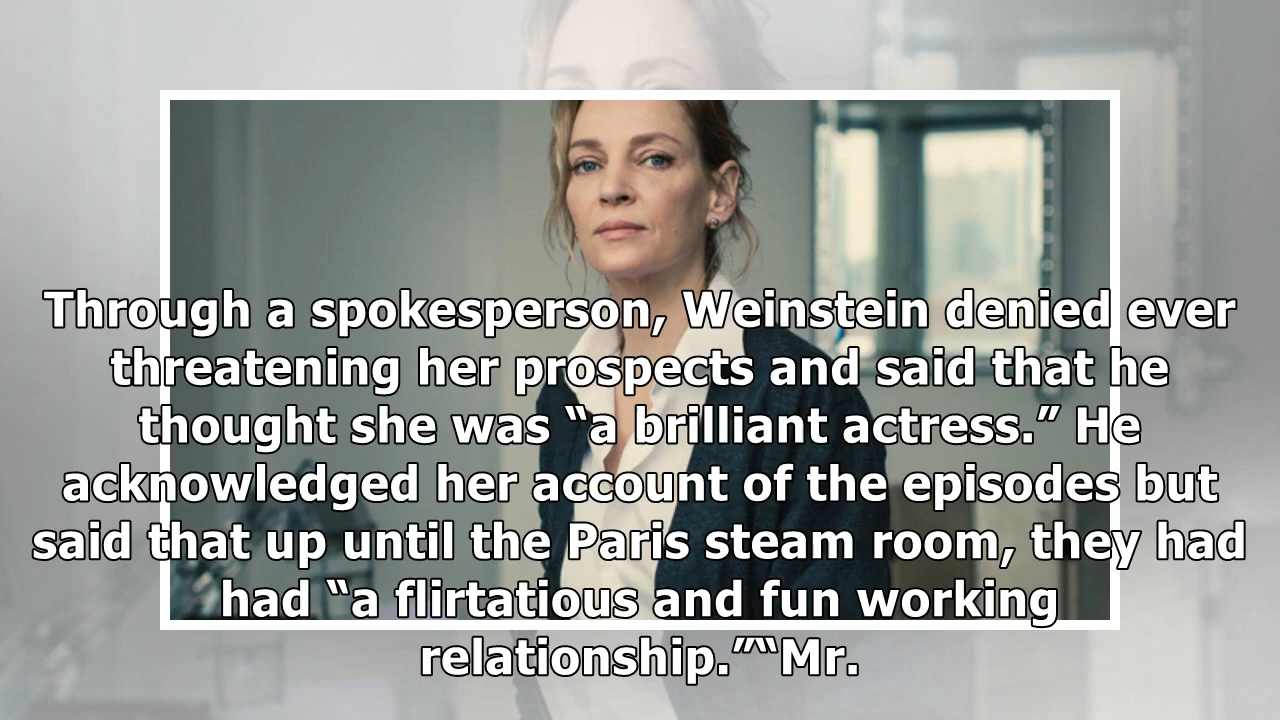 Through a spokesperson, Weinstein denied ever
threatening her prospects and said that he
thought she was “a brilliant actress.” He
acknowledged her account of the episodes but
said that up until the Paris steam room, they had
had “a flirtatious and fun working
relationship.”“Mr.